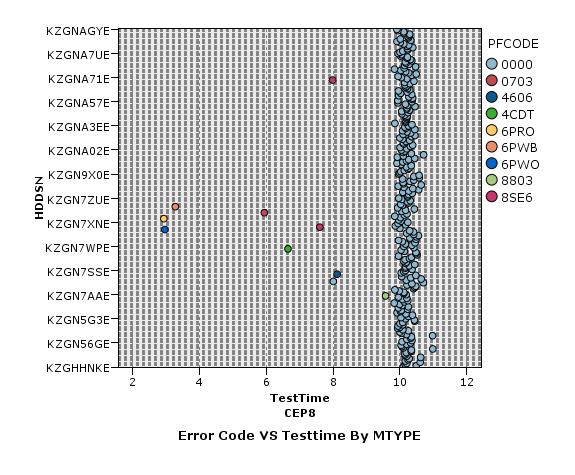 KZGNAGYE
KZGNA7UE
KZGNA71E
KZGNA57E
KZGNA3EE
KZGNA02E
KZGN9X0E
KZGN7ZUE
KZGN7XNE
KZGN7WPE
KZGN7SSE
KZGN7AAE
KZGN5G3E
KZGN56GE
KZGHHNKE
HDDSN
2 4 6 8 10 12
TestTime
CEP8
Error Code VS Testtime By MTYPE
PFCODE
0000
0703
4606
4CDT
6PRO
6PWB
6PWO
8803
8SE6